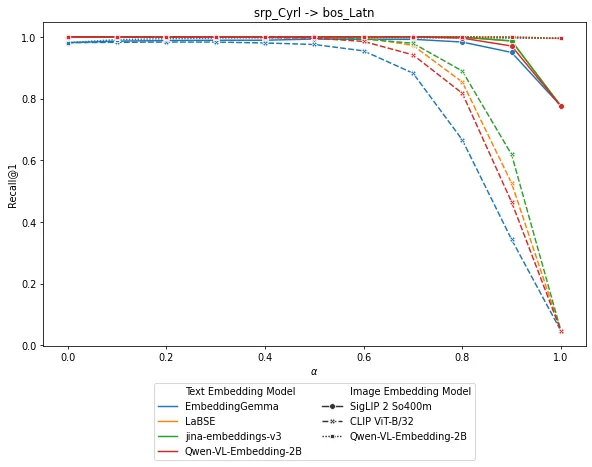 srp_Cyrl -> bos_Latn
Recall@1
1.0
0.8
0.6
0.4
0.2
0.0
0.0 0.2 0.4 0.6 0.8 1.0
α
Text Embedding Model Image Embedding Model
EmbeddingGemma SigLIP 2 So400m
LaBSE CLIP ViT-B/32
jina-embeddings-v3 Qwen-VL-Embedding-2B
Qwen-VL-Embedding-2B